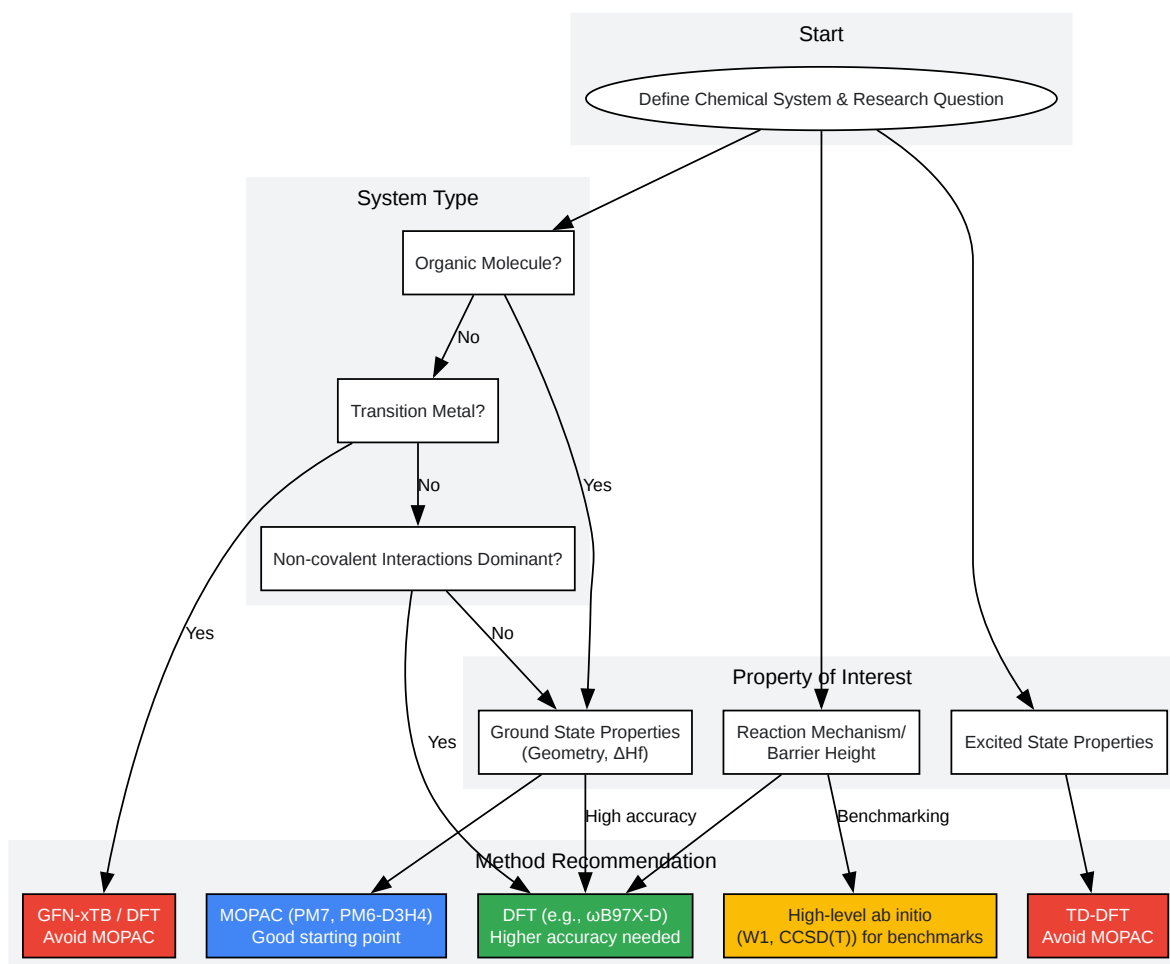 Start
Define Chemical System & Research Question
System Type
Organic Molecule?
No
Transition Metal?
No
Yes
Non-covalent Interactions Dominant?
Yes
No
Property of Interest
Ground State Properties
(Geometry, ΔHf)
Reaction Mechanism/
Barrier Height
Excited State Properties
Yes
High accuracy
Benchmarking
Method Recommendation
GFN-xTB / DFT
Avoid MOPAC
MOPAC (PM7, PM6-D3H4)
Good starting point
DFT (e.g., ωB97X-D)
Higher accuracy needed
High-level ab initio
(W1, CCSD(T)) for benchmarks
TD-DFT
Avoid MOPAC